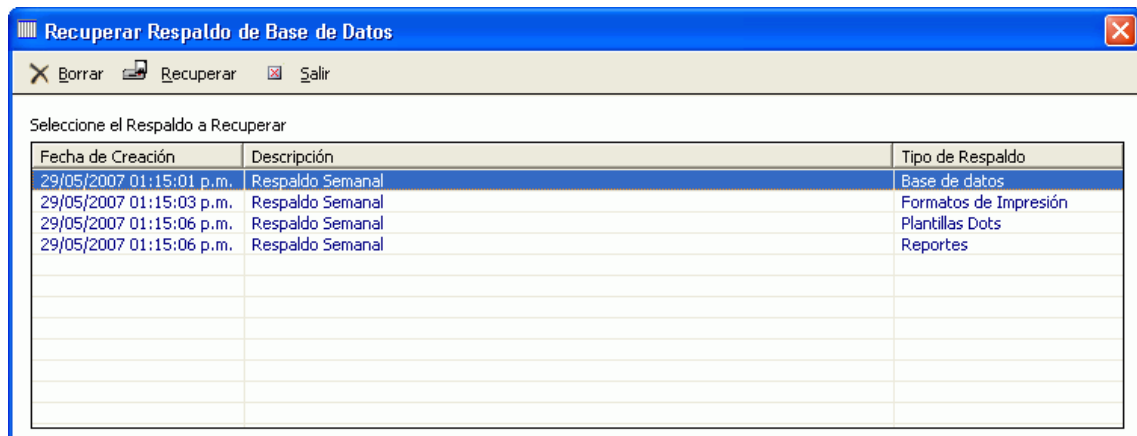 Recuperar Respaldo de Base de Datos
Borrar Recuperar Salir
Seleccione el Respaldo a Recuperar
Fecha de Creación Descripción Tipo de Respaldo
29/05/2007 01:15:01 p.m. Respaldo Semanal Base de datos
29/05/2007 01:15:03 p.m. Respaldo Semanal Formatos de Impresión
29/05/2007 01:15:06 p.m. Respaldo Semanal Plantillas Dots
29/05/2007 01:15:06 p.m. Respaldo Semanal Reportes